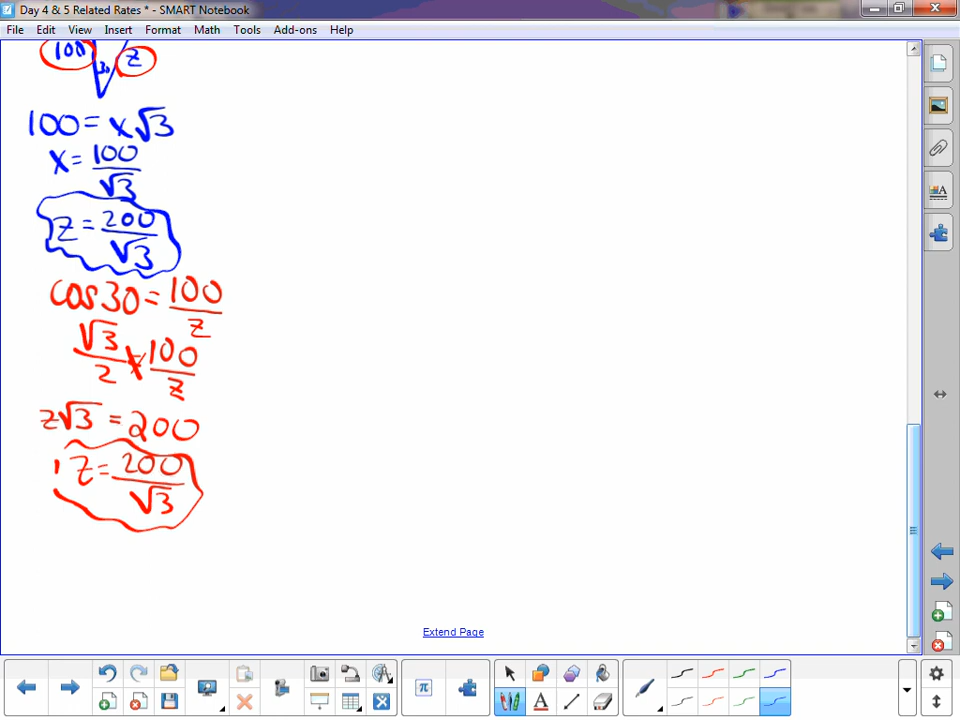 Day 4 & 5 Related Rates * - SMART Notebook
File Edit View Insert Format Math Tools Add-ons Help
100 z
30
100 = x√3
x = 100/√3
z = 200/√3
cos 30 = 100/z
√3/2 = 100/z
z√3 = 200
z = 200/√3
Extend Page
π
A